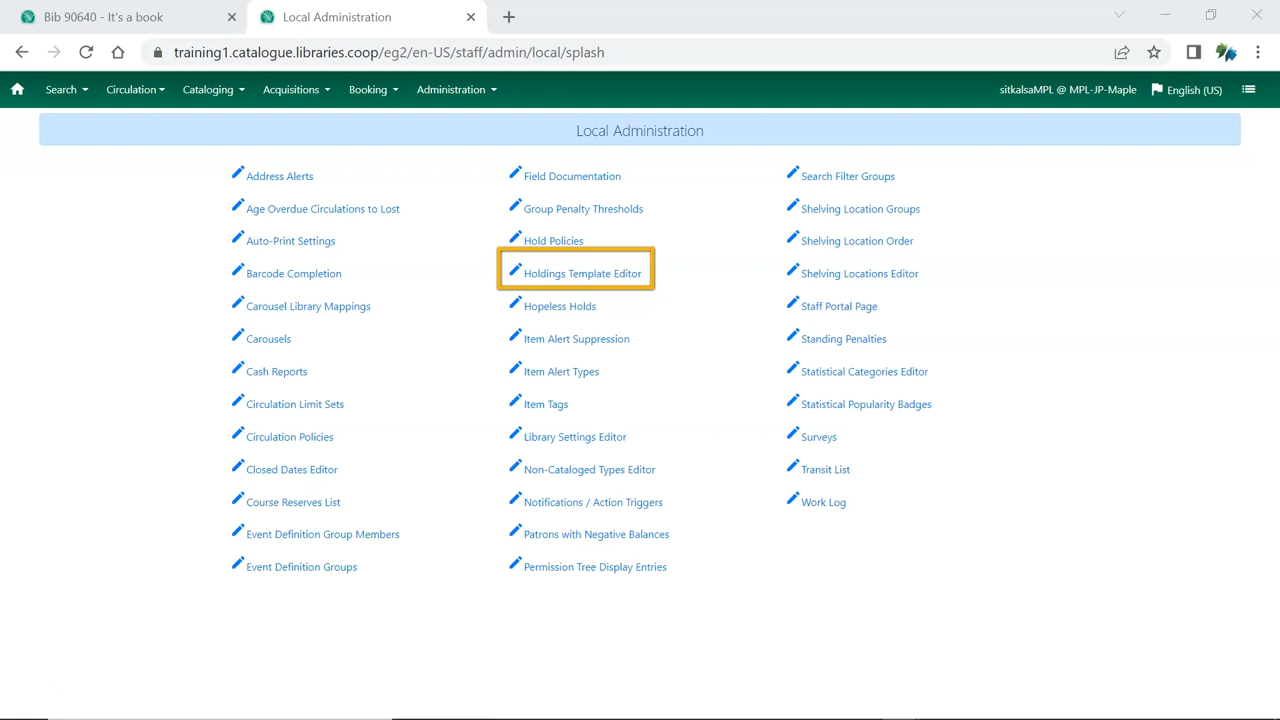 Bib 90640 - It's a book
Local Administration
training1.catalogue.libraries.coop/eg2/en-US/staff/admin/local/splash
Search
Circulation
Cataloging
Acquisitions
Booking
Administration
sitkalsaMPL @ MPL-JP-Maple
English (US)
Local Administration
Address Alerts
Age Overdue Circulations to Lost
Auto-Print Settings
Barcode Completion
Carousel Library Mappings
Carousels
Cash Reports
Circulation Limit Sets
Circulation Policies
Closed Dates Editor
Course Reserves List
Event Definition Group Members
Event Definition Groups
Field Documentation
Group Penalty Thresholds
Hold Policies
Holdings Template Editor
Hopeless Holds
Item Alert Suppression
Item Alert Types
Item Tags
Library Settings Editor
Non-Cataloged Types Editor
Notifications / Action Triggers
Patrons with Negative Balances
Permission Tree Display Entries
Search Filter Groups
Shelving Location Groups
Shelving Location Order
Shelving Locations Editor
Staff Portal Page
Standing Penalties
Statistical Categories Editor
Statistical Popularity Badges
Surveys
Transit List
Work Log